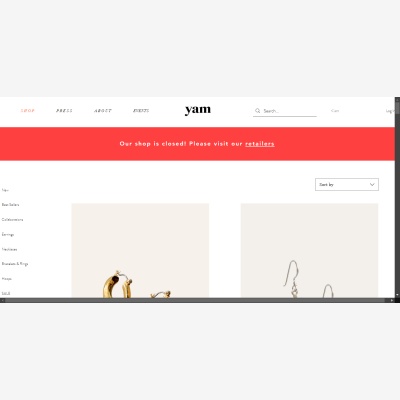 SHOP PRESS ABOUT EVENTS yam Search... Cart Log In
Our shop is closed! Please visit our retailers
Sort by
New
Best Sellers
Collaborations
Earrings
Necklaces
Bracelets & Rings
Hoops
SALE